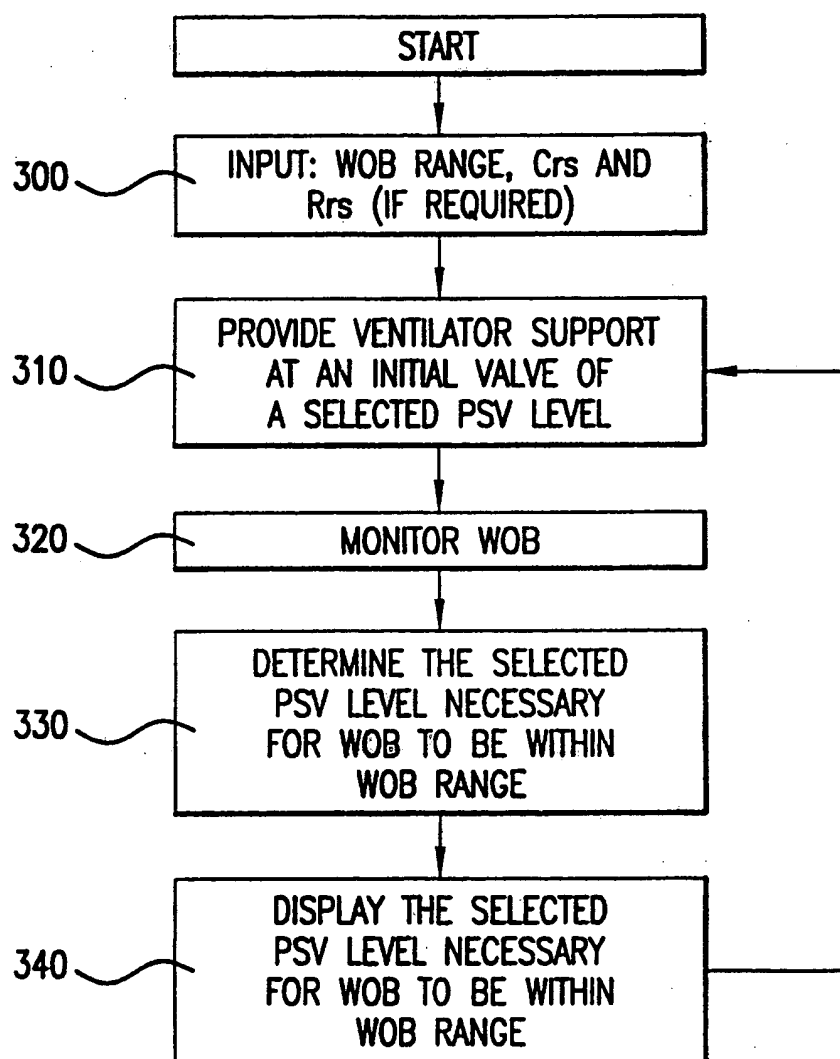 START
300
INPUT: WOB RANGE, Crs AND
Rrs (IF REQUIRED)
310
PROVIDE VENTILATOR SUPPORT
AT AN INITIAL VALVE OF
A SELECTED PSV LEVEL
320
MONITOR WOB
330
DETERMINE THE SELECTED
PSV LEVEL NECESSARY
FOR WOB TO BE WITHIN
WOB RANGE
340
DISPLAY THE SELECTED
PSV LEVEL NECESSARY
FOR WOB TO BE WITHIN
WOB RANGE